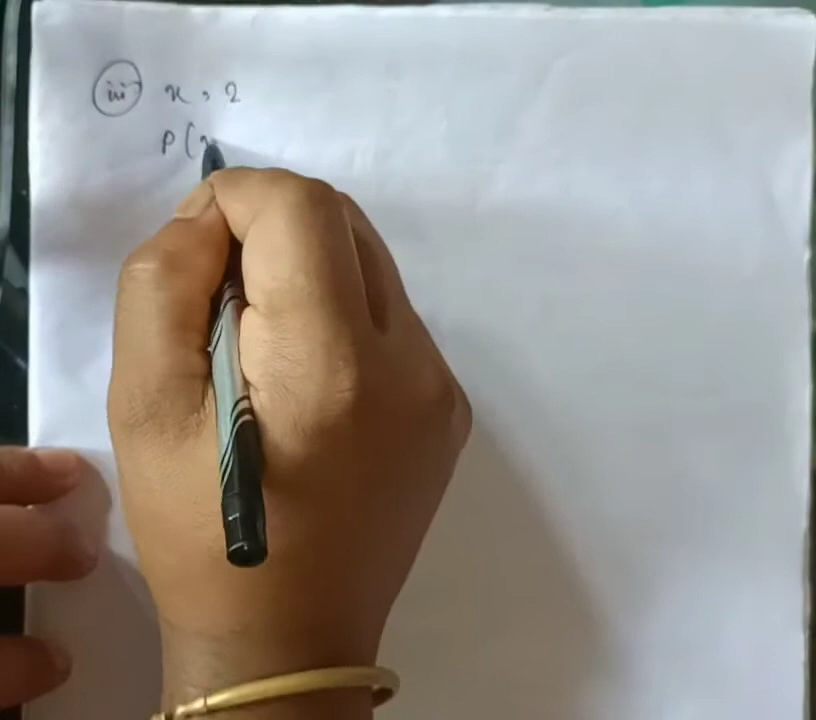 (iii) x = 2
P(x